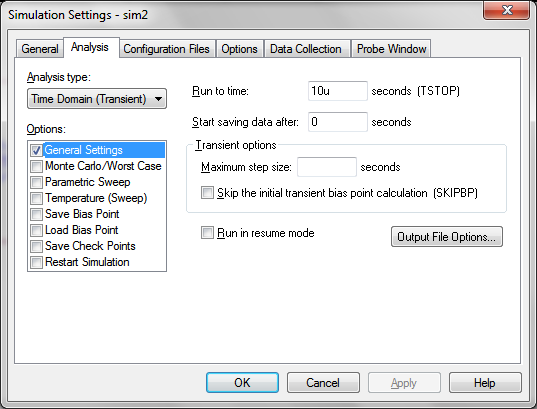 Simulation Settings - sim2
General Analysis Configuration Files Options Data Collection Probe Window
Analysis type:
Time Domain (Transient)
Options:
General Settings
Monte Carlo/Worst Case
Parametric Sweep
Temperature (Sweep)
Save Bias Point
Load Bias Point
Save Check Points
Restart Simulation
Run to time: 10u seconds (TSTOP)
Start saving data after: 0 seconds
Transient options
Maximum step size: seconds
Skip the initial transient bias point calculation (SKIPBP)
Run in resume mode
Output File Options...
OK Cancel Apply Help